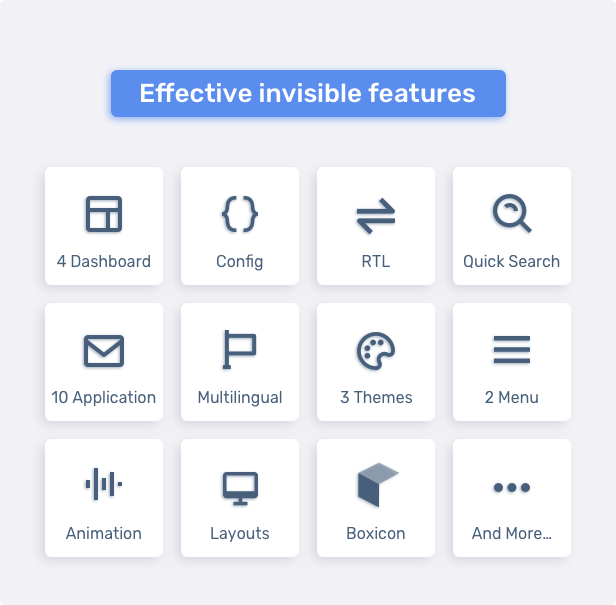 Effective invisible features
4 Dashboard
Config
RTL
Quick Search
10 Application
Multilingual
3 Themes
2 Menu
Animation
Layouts
Boxicon
And More...